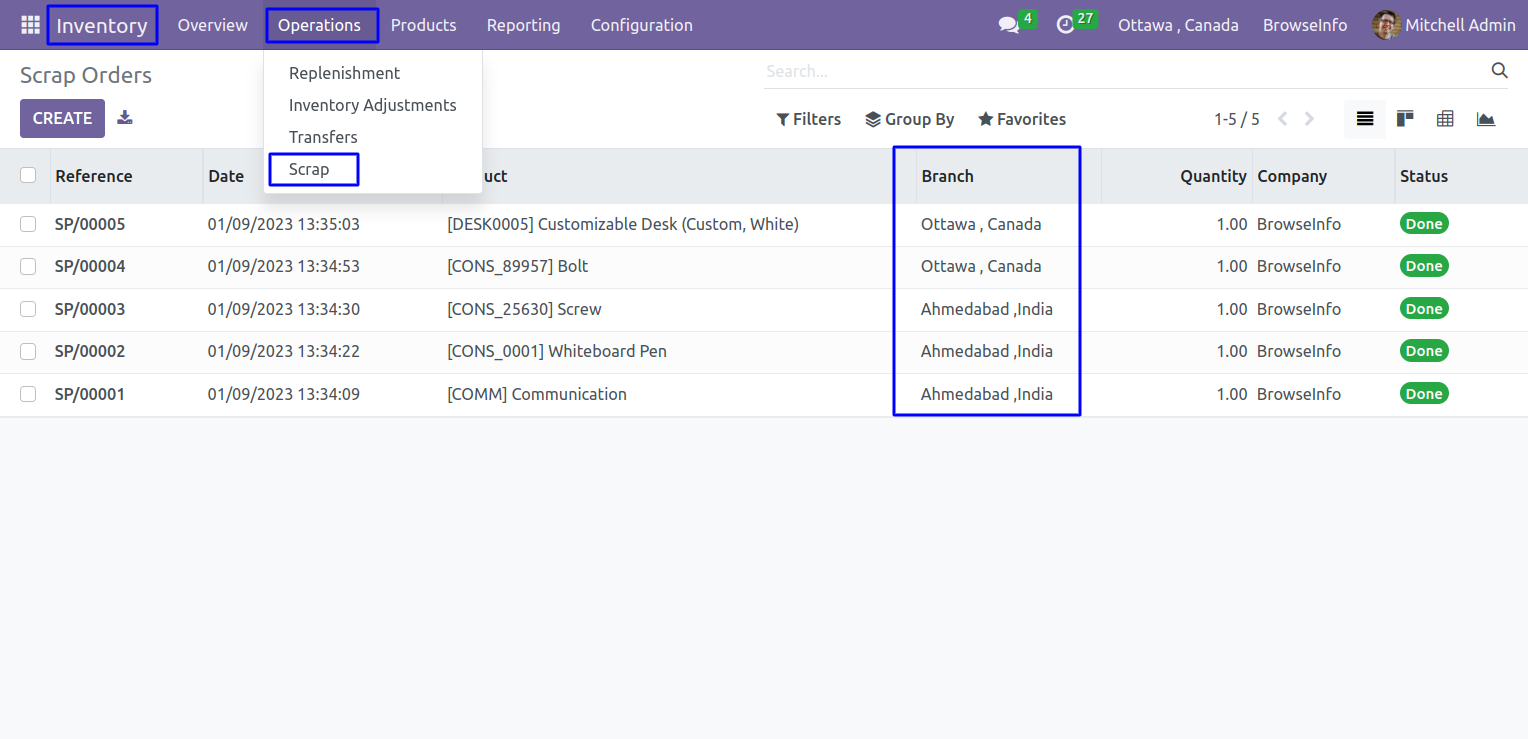 Inventory Overview Operations Products Reporting Configuration 4 27 Ottawa , Canada BrowseInfo Mitchell Admin
Scrap Orders Search...
Replenishment
Inventory Adjustments
Transfers
Scrap
CREATE Filters Group By Favorites 1-5 / 5
Reference Date uct Branch Quantity Company Status
SP/00005 01/09/2023 13:35:03 [DESK0005] Customizable Desk (Custom, White) Ottawa , Canada 1.00 BrowseInfo Done
SP/00004 01/09/2023 13:34:53 [CONS_89957] Bolt Ottawa , Canada 1.00 BrowseInfo Done
SP/00003 01/09/2023 13:34:30 [CONS_25630] Screw Ahmedabad ,India 1.00 BrowseInfo Done
SP/00002 01/09/2023 13:34:22 [CONS_0001] Whiteboard Pen Ahmedabad ,India 1.00 BrowseInfo Done
SP/00001 01/09/2023 13:34:09 [COMM] Communication Ahmedabad ,India 1.00 BrowseInfo Done